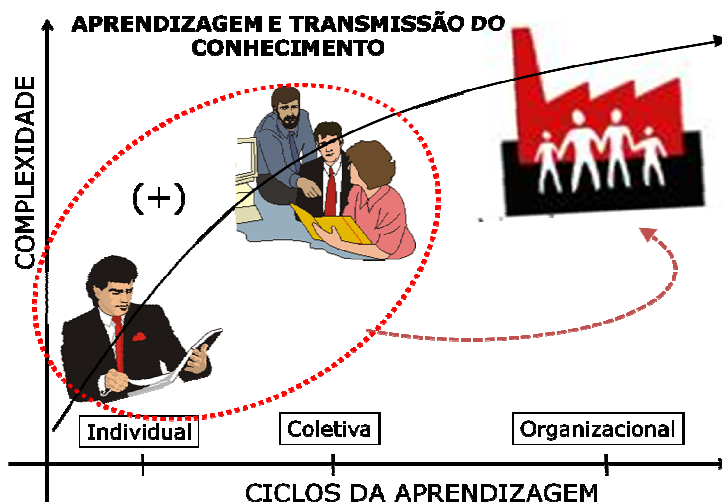 APRENDIZAGEM E TRANSMISSÃO DO
CONHECIMENTO
COMPLEXIDADE
(+)
Individual
Coletiva
Organizacional
CICLOS DA APRENDIZAGEM